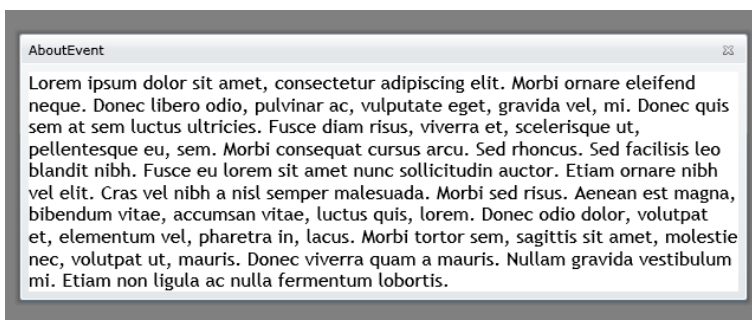 AboutEvent
Lorem ipsum dolor sit amet, consectetur adipiscing elit. Morbi ornare eleifend
neque. Donec libero odio, pulvinar ac, vulputate eget, gravida vel, mi. Donec quis
sem at sem luctus ultricies. Fusce diam risus, viverra et, scelerisque ut,
pellentesque eu, sem. Morbi consequat cursus arcu. Sed rhoncus. Sed facilisis leo
blandit nibh. Fusce eu lorem sit amet nunc sollicitudin auctor. Etiam ornare nibh
vel elit. Cras vel nibh a nisl semper malesuada. Morbi sed risus. Aenean est magna,
bibendum vitae, accumsan vitae, luctus quis, lorem. Donec odio dolor, volutpat
et, elementum vel, pharetra in, lacus. Morbi tortor sem, sagittis sit amet, molestie
nec, volutpat ut, mauris. Donec viverra quam a mauris. Nullam gravida vestibulum
mi. Etiam non ligula ac nulla fermentum lobortis.